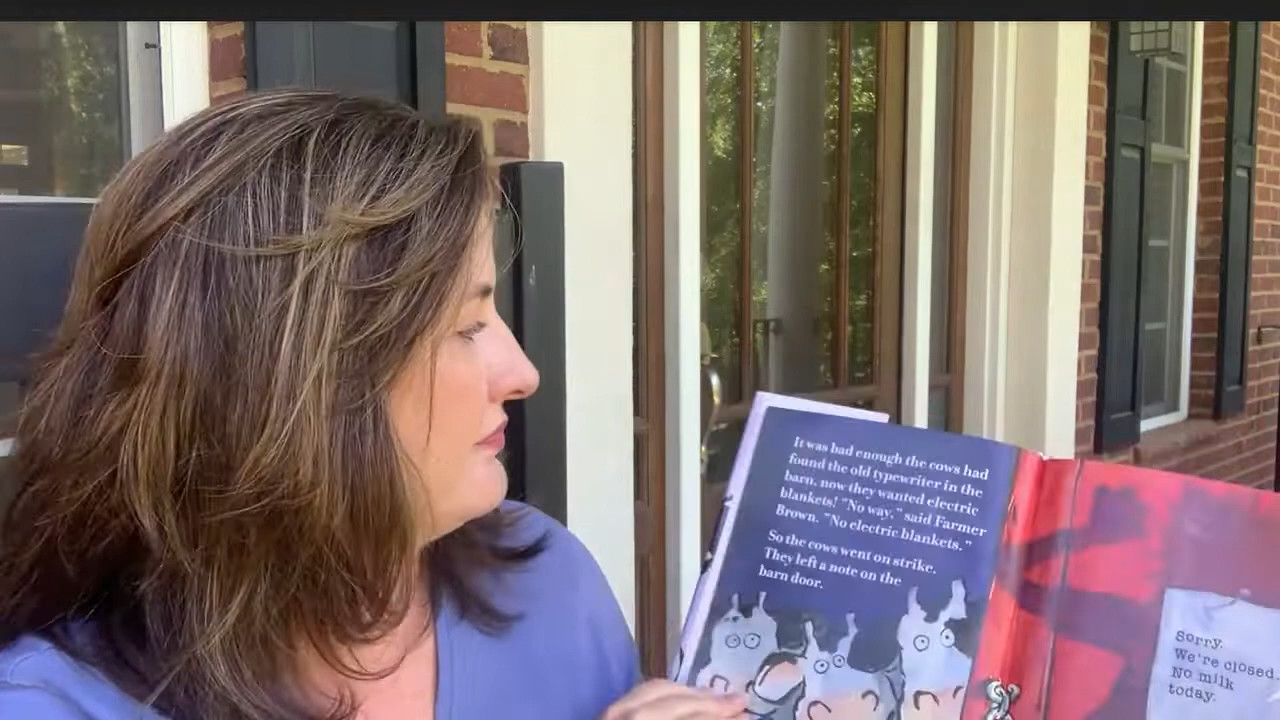 It was bad enough the cows had
found the old typewriter in the
barn, now they wanted electric
blankets! "No way," said Farmer
Brown. "No electric blankets."
So the cows went on strike.
They left a note on the
barn door.
Sorry.
We're closed.
No milk
today.